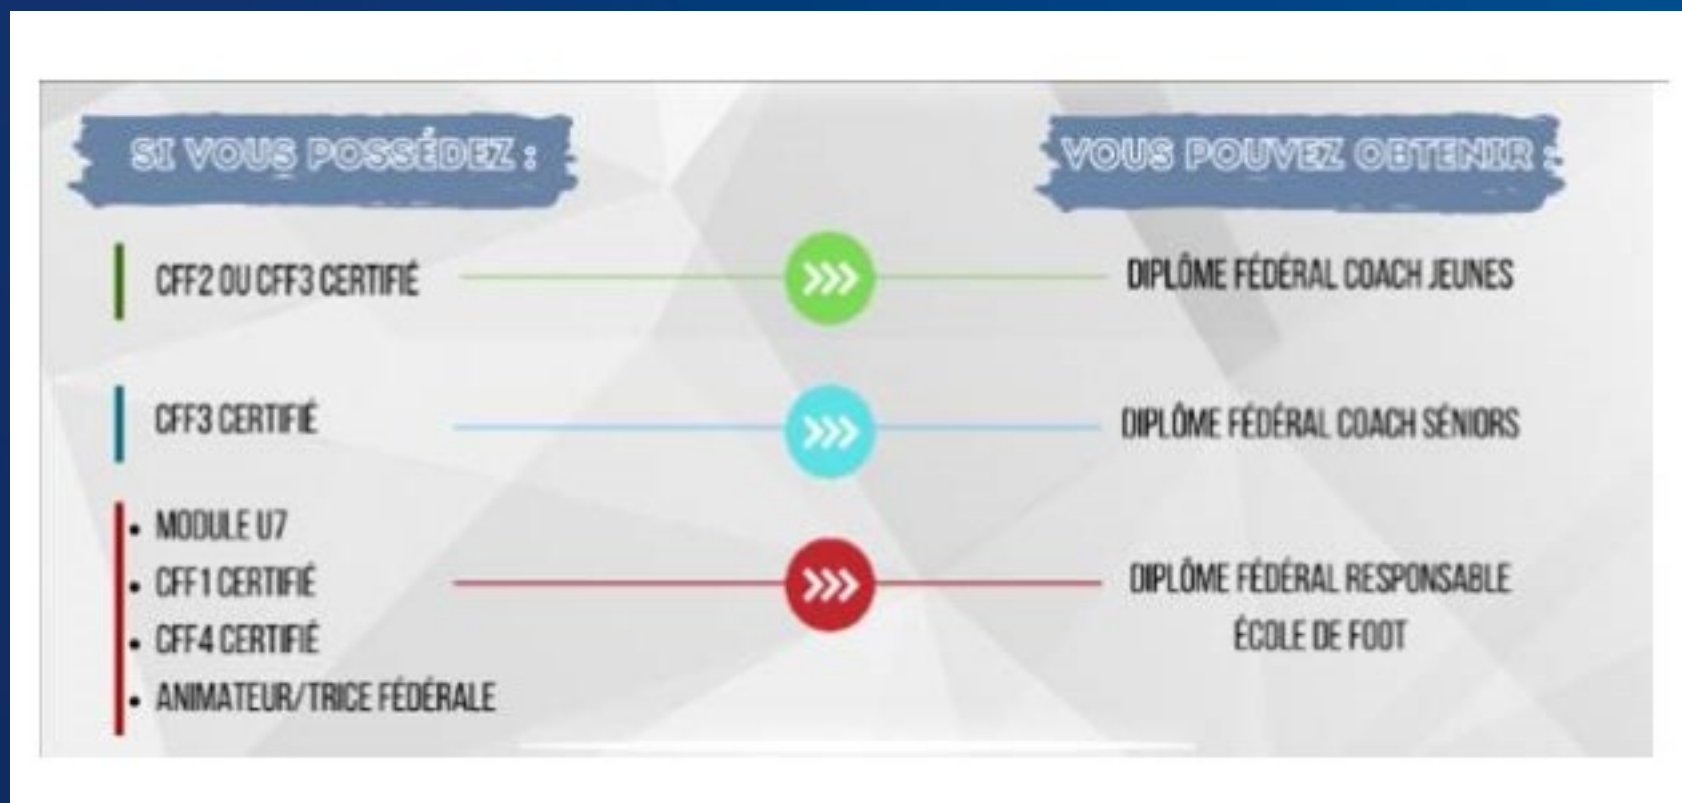 SI VOUS POSSÉDEZ :
VOUS POUVEZ OBTENIR :
CFF2 OU CFF3 CERTIFIÉ
DIPLÔME FÉDÉRAL COACH JEUNES
CFF3 CERTIFIÉ
DIPLÔME FÉDÉRAL COACH SÉNIORS
• MODULE U7
• CFF1 CERTIFIÉ
• CFF4 CERTIFIÉ
• ANIMATEUR/TRICE FÉDÉRALE
DIPLÔME FÉDÉRAL RESPONSABLE
ÉCOLE DE FOOT